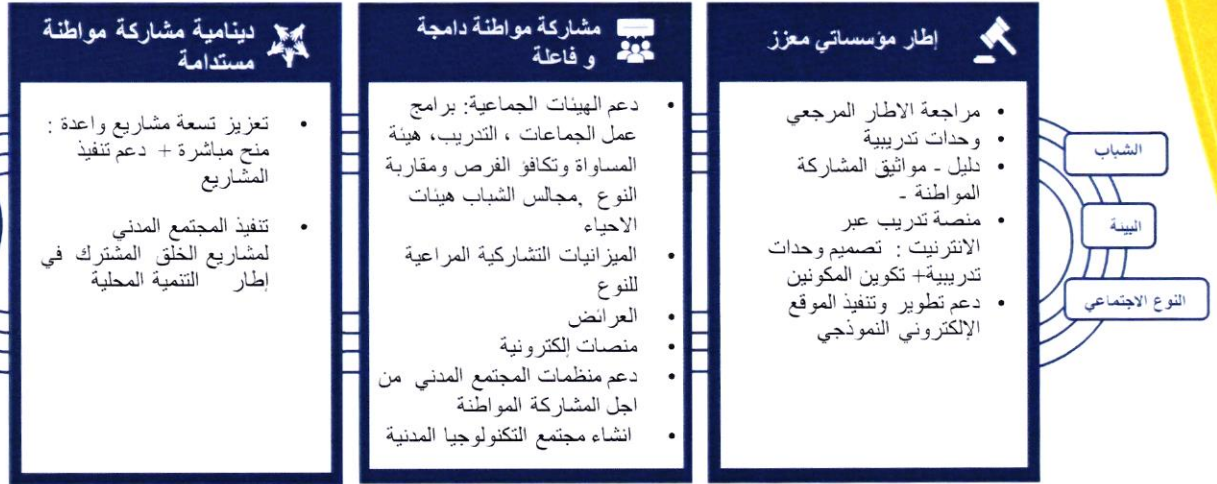 الشباب
البيئة
النوع الاجتماعي
إطار مؤسساتي معزز
• مراجعة الاطار المرجعي
• وحدات تدريبية
• دليل - مواثيق المشاركة
المواطنة -
• منصة تدريب عبر
الانترنيت : تصميم وحدات
تدريبية+ تكوين المكونين
• دعم تطوير وتنفيذ الموقع
الإلكتروني النموذجي
مشاركة مواطنة دامجة
و فاعلة
• دعم الهيئات الجماعية: برامج
عمل الجماعات ، التدريب، هيئة
المساواة وتكافؤ الفرص ومقاربة
النوع ,مجالس الشباب هيئات
الاحياء
• الميزانيات التشاركية المراعية
للنوع
• العرائض
• منصات إلكترونية
• دعم منظمات المجتمع المدني من
اجل المشاركة المواطنة
• انشاء مجتمع التكنولوجيا المدنية
دينامية مشاركة مواطنة
مستدامة
• تعزيز تسعة مشاريع واعدة :
منح مباشرة + دعم تنفيذ
المشاريع
• تنفيذ المجتمع المدني
لمشاريع الخلق المشترك في
إطار التنمية المحلية